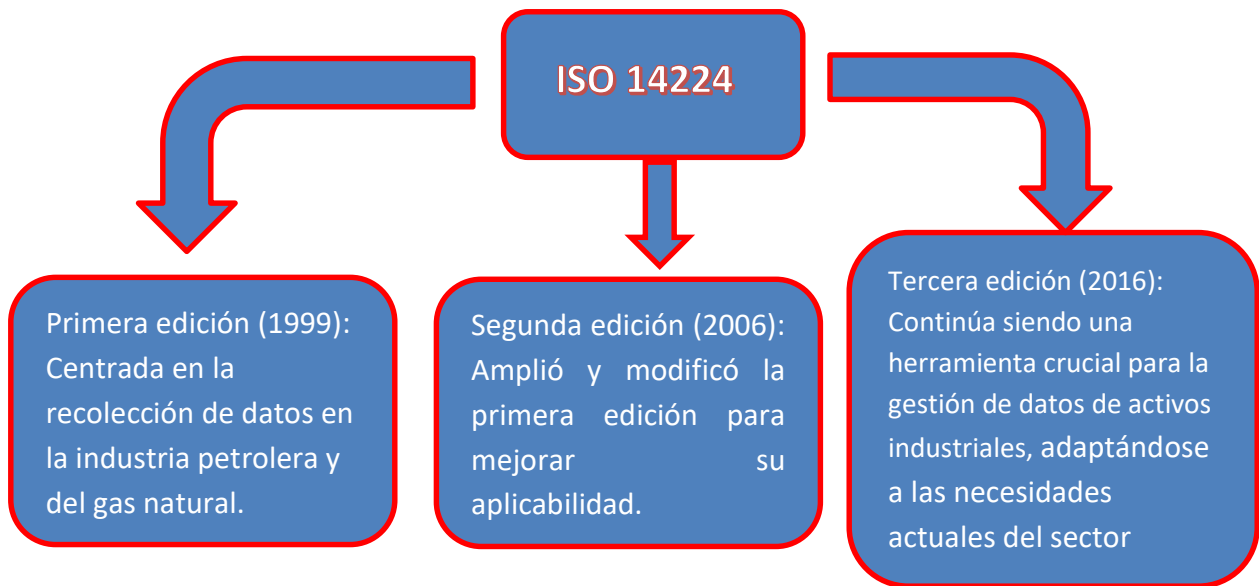 ISO 14224
Primera edición (1999):
Centrada en la
recolección de datos en
la industria petrolera y
del gas natural.
Segunda edición (2006):
Amplió y modificó la
primera edición para
mejorar su
aplicabilidad.
Tercera edición (2016):
Continúa siendo una
herramienta crucial para la
gestión de datos de activos
industriales, adaptándose
a las necesidades
actuales del sector